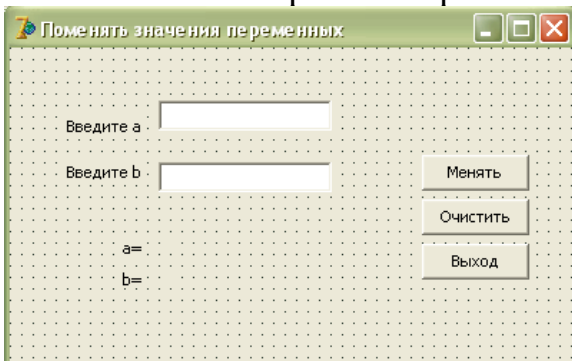 Поменять значения переменных
Введите a
Введите b
Менять
Очистить
a=
Выход
b=